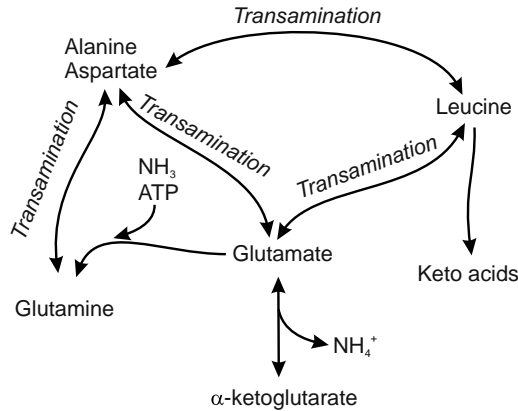 Transamination
Alanine
Aspartate
Leucine
Transamination
Transamination
Transamination
NH₃
ATP
Glutamate
Keto acids
Glutamine
NH₄⁺
α-ketoglutarate